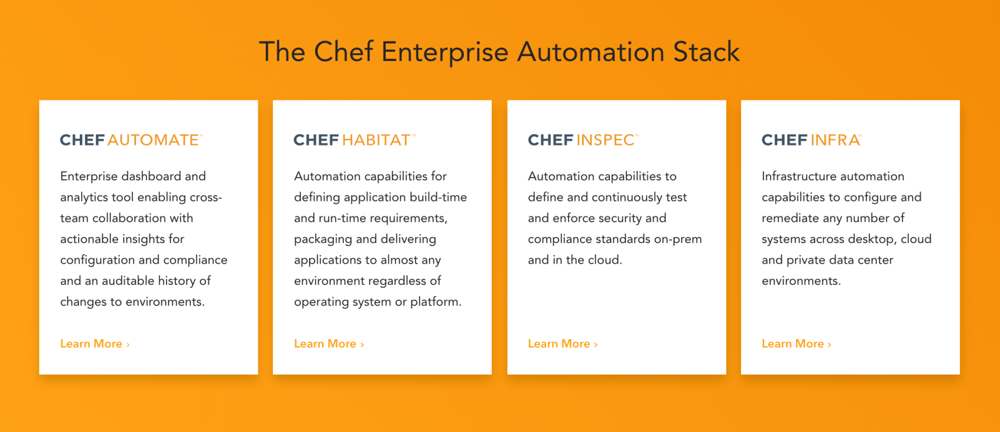 The Chef Enterprise Automation Stack
CHEF AUTOMATE™
Enterprise dashboard and
analytics tool enabling cross-
team collaboration with
actionable insights for
configuration and compliance
and an auditable history of
changes to environments.
Learn More ›
CHEF HABITAT™
Automation capabilities for
defining application build-time
and run-time requirements,
packaging and delivering
applications to almost any
environment regardless of
operating system or platform.
Learn More ›
CHEF INSPEC™
Automation capabilities to
define and continuously test
and enforce security and
compliance standards on-prem
and in the cloud.
Learn More ›
CHEF INFRA™
Infrastructure automation
capabilities to configure and
remediate any number of
systems across desktop, cloud
and private data center
environments.
Learn More ›